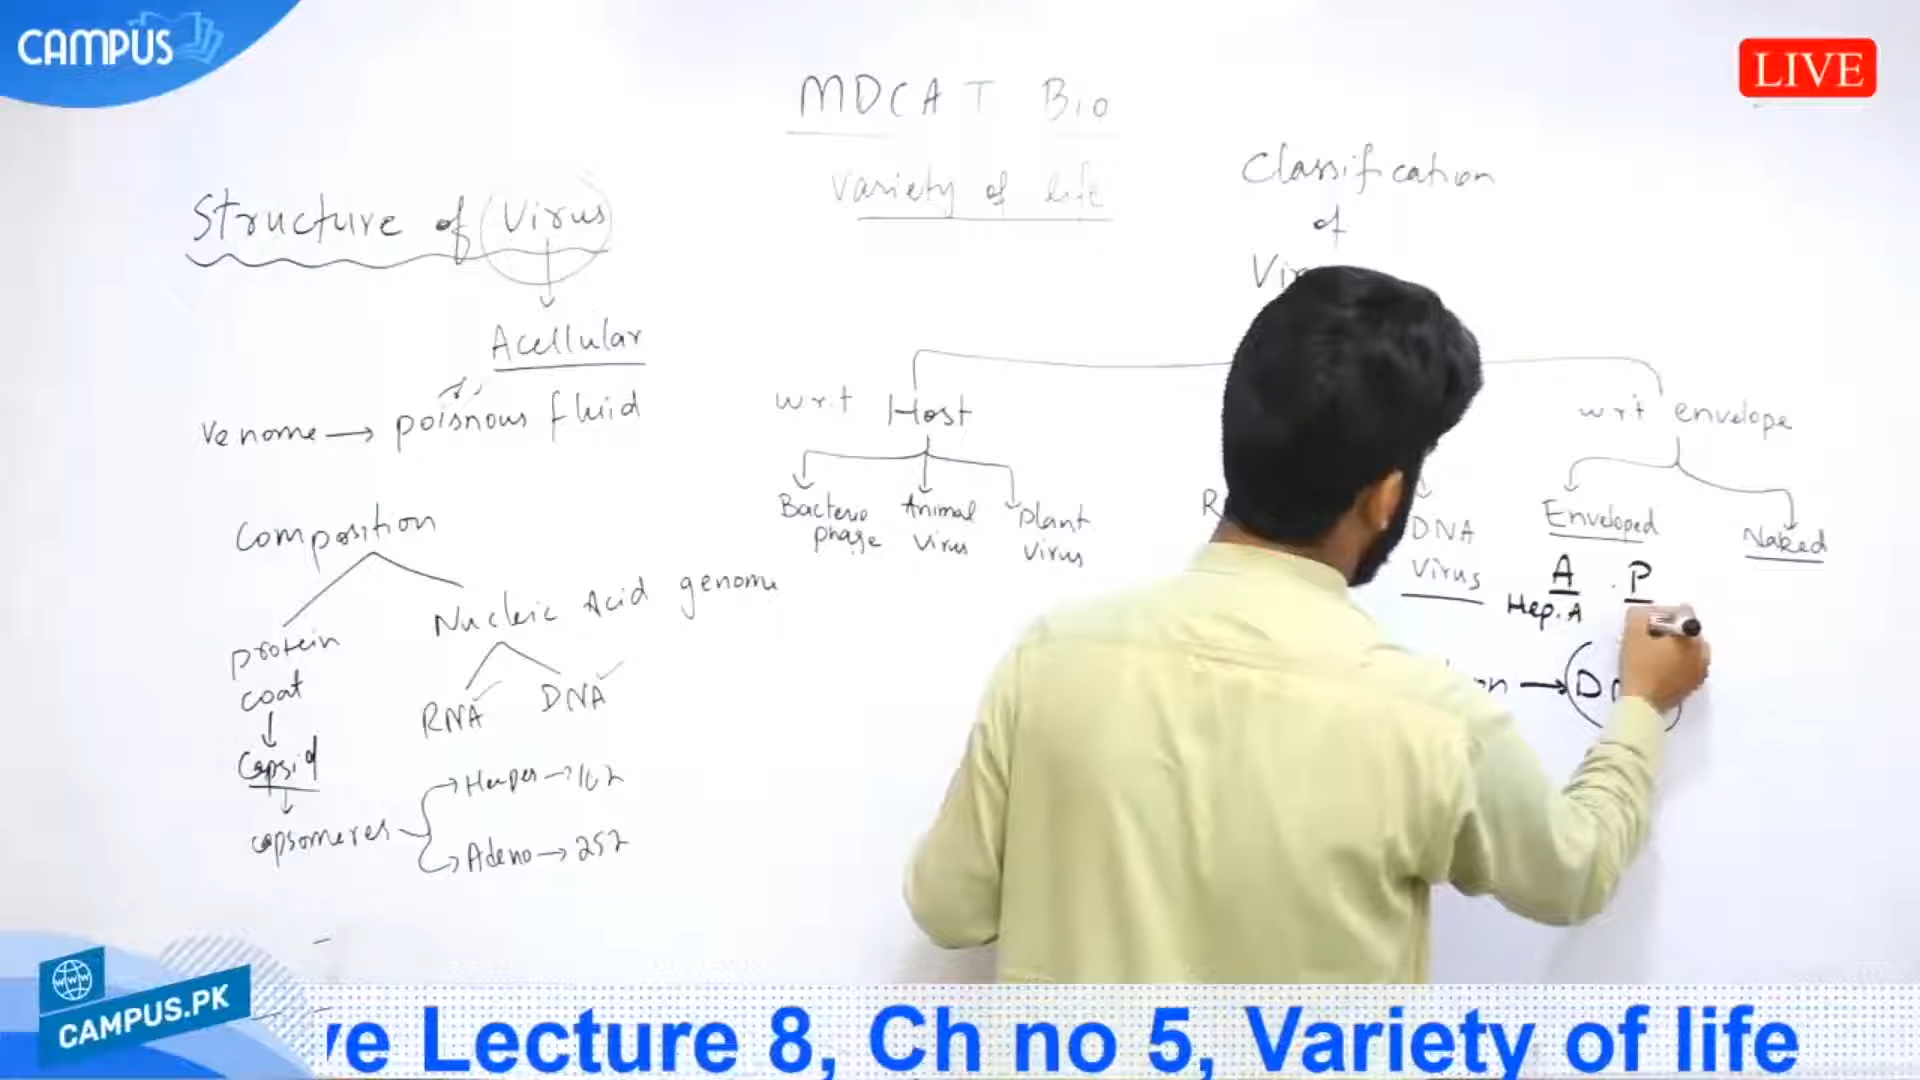 CAMPUS
LIVE
MDCAT Bio
Variety of life
Structure of Virus
Acellular
Venome → poisnous fluid
Composition
protein
coat
Capsid
capsomeres
Nucleic Acid genome
RNA
DNA
Herpes → 162
Adeno → 252
Classification
of
w.r.t Host
Bacterio
phage
Animal
Virus
Plant
Virus
DNA
Virus
w.r.t envelope
Enveloped
Naked
A
P
Hep. A
WWW
CAMPUS.PK
Lecture 8, Ch no 5, Variety of life